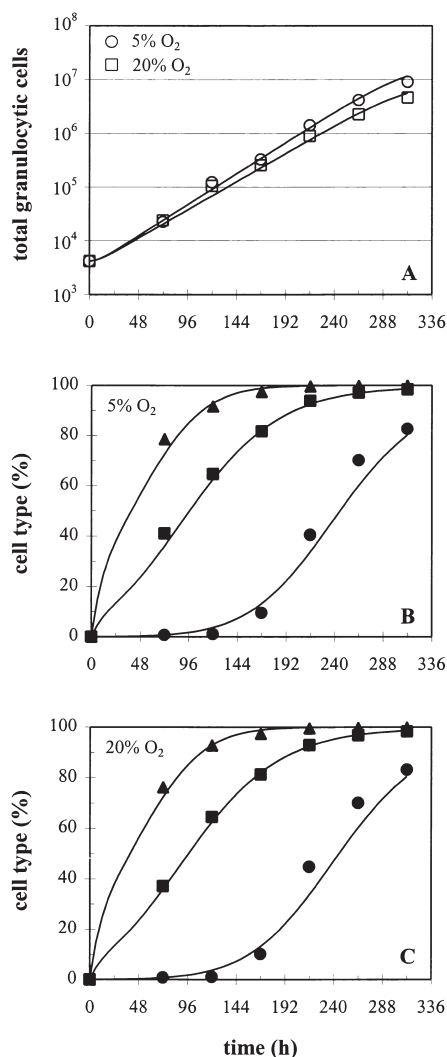 10^8
○ 5% O₂
10^7
□ 20% O₂
10^6
10^5
10^4
10^3
A
total granulocytic cells
0 48 96 144 192 240 288 336
100
5% O₂
80
60
40
20
0
B
cell type (%)
0 48 96 144 192 240 288 336
100
20% O₂
80
60
40
20
0
C
cell type (%)
0 48 96 144 192 240 288 336
time (h)